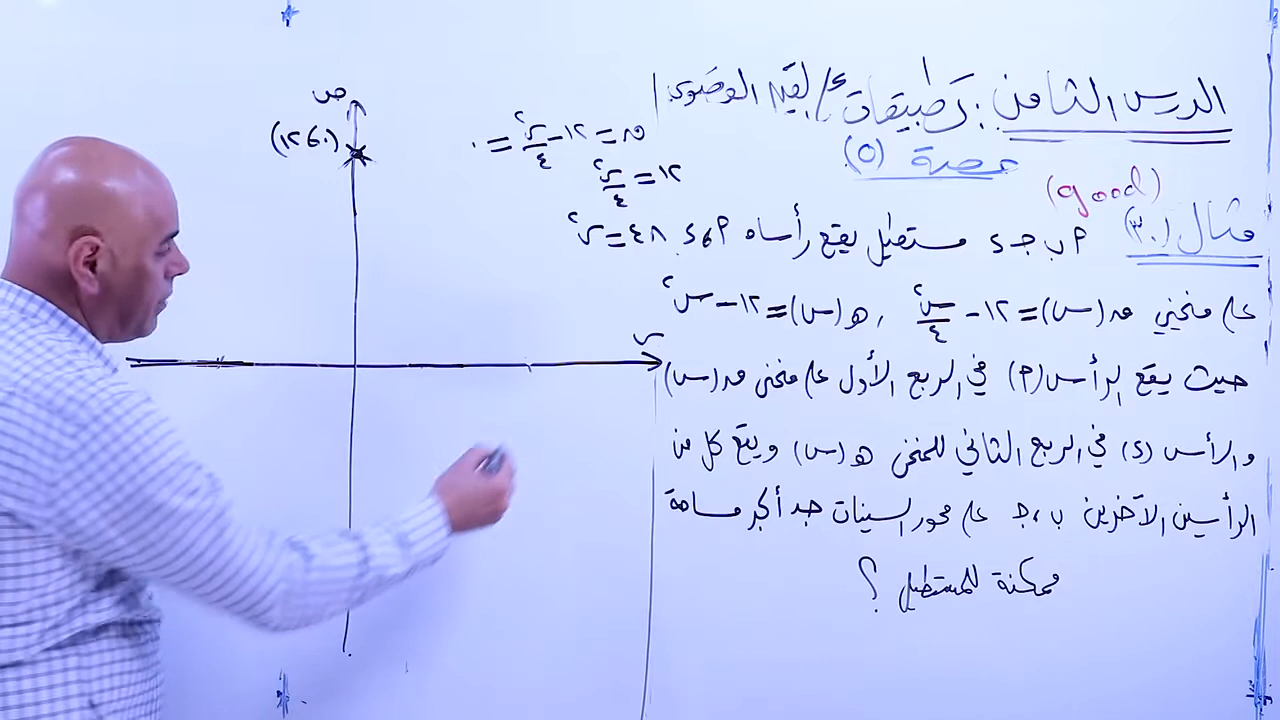 الدرس الثامن: تطبيقات / القيم القصوى
حصة (٥)
(good)
مثال (٣٠) أ ب جـ د مستطيل يقع رأساه أ، د
على منحنيي ق(س) = ١٢ - س²/٤ ، هـ(س) = ١٢ - س²
حيث يقع الرأس (أ) في الربع الأول على منحنى ق(س)
والرأس (د) في الربع الثاني للمنحنى هـ(س) ويقع كل من
الرأسين الآخرين ب، جـ على محور السينات جد أكبر مساحة
ممكنة للمستطيل ؟
ق = ١٢ - س²/٤ = ٠
١٢ = س²/٤
٤٨ = س²
ص
(١٢،٠)
س